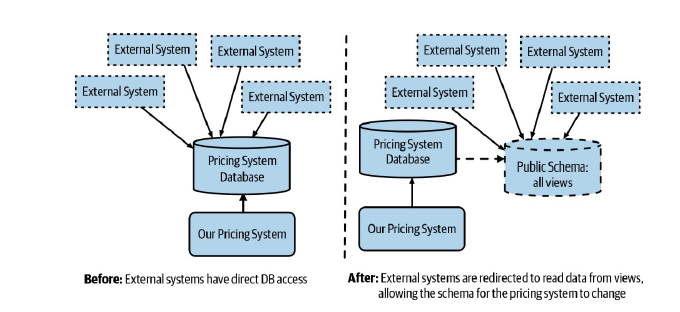 External System
External System
External System
External System
Pricing System
Database
Our Pricing System
Before: External systems have direct DB access
External System
External System
External System
External System
Pricing System
Database
Public Schema:
all views
Our Pricing System
After: External systems are redirected to read data from views,
allowing the schema for the pricing system to change